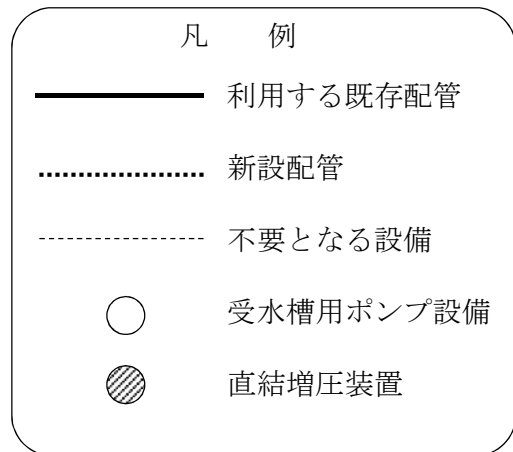 凡 例
利用する既存配管
新設配管
不要となる設備
受水槽用ポンプ設備
直結増圧装置